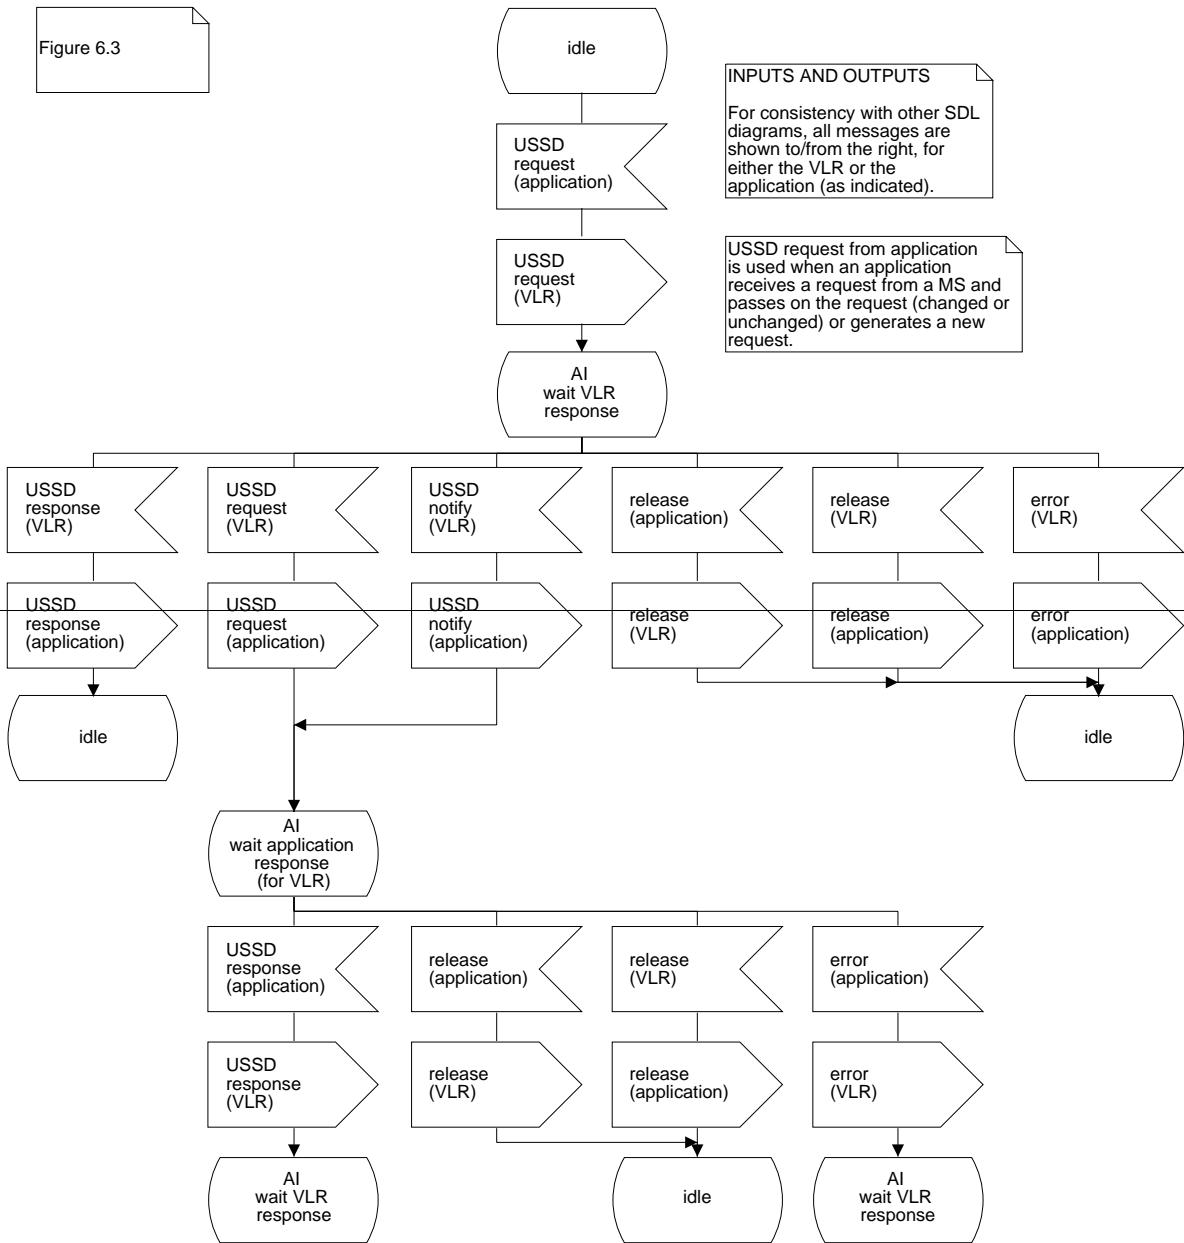 Figure 6.3
idle
INPUTS AND OUTPUTS
For consistency with other SDL
diagrams, all messages are
shown to/from the right, for
either the VLR or the
application (as indicated).
USSD
request
(application)
USSD
request
(VLR)
USSD request from application
is used when an application
receives a request from a MS and
passes on the request (changed or
unchanged) or generates a new
request.
AI
wait VLR
response
USSD
response
(VLR)
USSD
request
(VLR)
USSD
notify
(VLR)
release
(application)
release
(VLR)
error
(VLR)
USSD
response
(application)
USSD
request
(application)
USSD
notify
(application)
release
(VLR)
release
(application)
error
(application)
idle
idle
AI
wait application
response
(for VLR)
USSD
response
(application)
release
(application)
release
(VLR)
error
(application)
USSD
response
(VLR)
release
(VLR)
release
(application)
error
(VLR)
AI
wait VLR
response
idle
AI
wait VLR
response